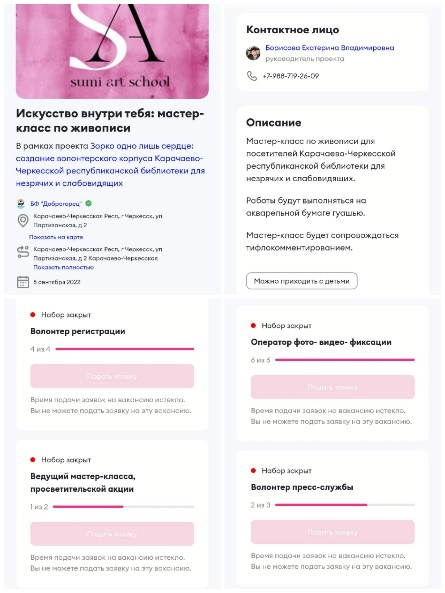 SA
sumi art school
Искусство внутри тебя: мастер-
класс по живописи
В рамках проекта Зорко одно лишь сердце:
создание волонтерского корпуса Карачаево-
Черкесской республиканской библиотеки для
незрячих и слабовидящих
БФ "Доброгорец"
Карачаево-Черкесская Респ, г Черкесск, ул
Партизанская, д 2
Показать на карте
Карачаево-Черкесская Респ, г Черкесск, ул
Партизанская, д 2 Карачаево-Черкесская
Показать полностью
8 сентября 2022
Контактное лицо
Борисова Екатерина Владимировна
руководитель проекта
+7-988-719-26-09
Описание
Мастер-класс по живописи для
посетителей Карачаево-Черкесской
республиканской библиотеки для
незрячих и слабовидящих.
Работы будут выполняться на
акварельной бумаге гуашью.
Мастер-класс будет сопровождаться
тифлокомментированием.
Можно приходить с детьми
Набор закрыт
Волонтер регистрации
4 из 4
Подать заявку
Время подачи заявок на вакансию истекло.
Вы не можете подать заявку на эту вакансию.
Набор закрыт
Ведущий мастер-класса,
просветительской акции
1 из 2
Подать заявку
Время подачи заявок на вакансию истекло.
Вы не можете подать заявку на эту вакансию.
Набор закрыт
Оператор фото- видео- фиксации
6 из 6
Подать заявку
Время подачи заявок на вакансию истекло.
Вы не можете подать заявку на эту вакансию.
Набор закрыт
Волонтер пресс-службы
2 из 3
Подать заявку
Время подачи заявок на вакансию истекло.
Вы не можете подать заявку на эту вакансию.